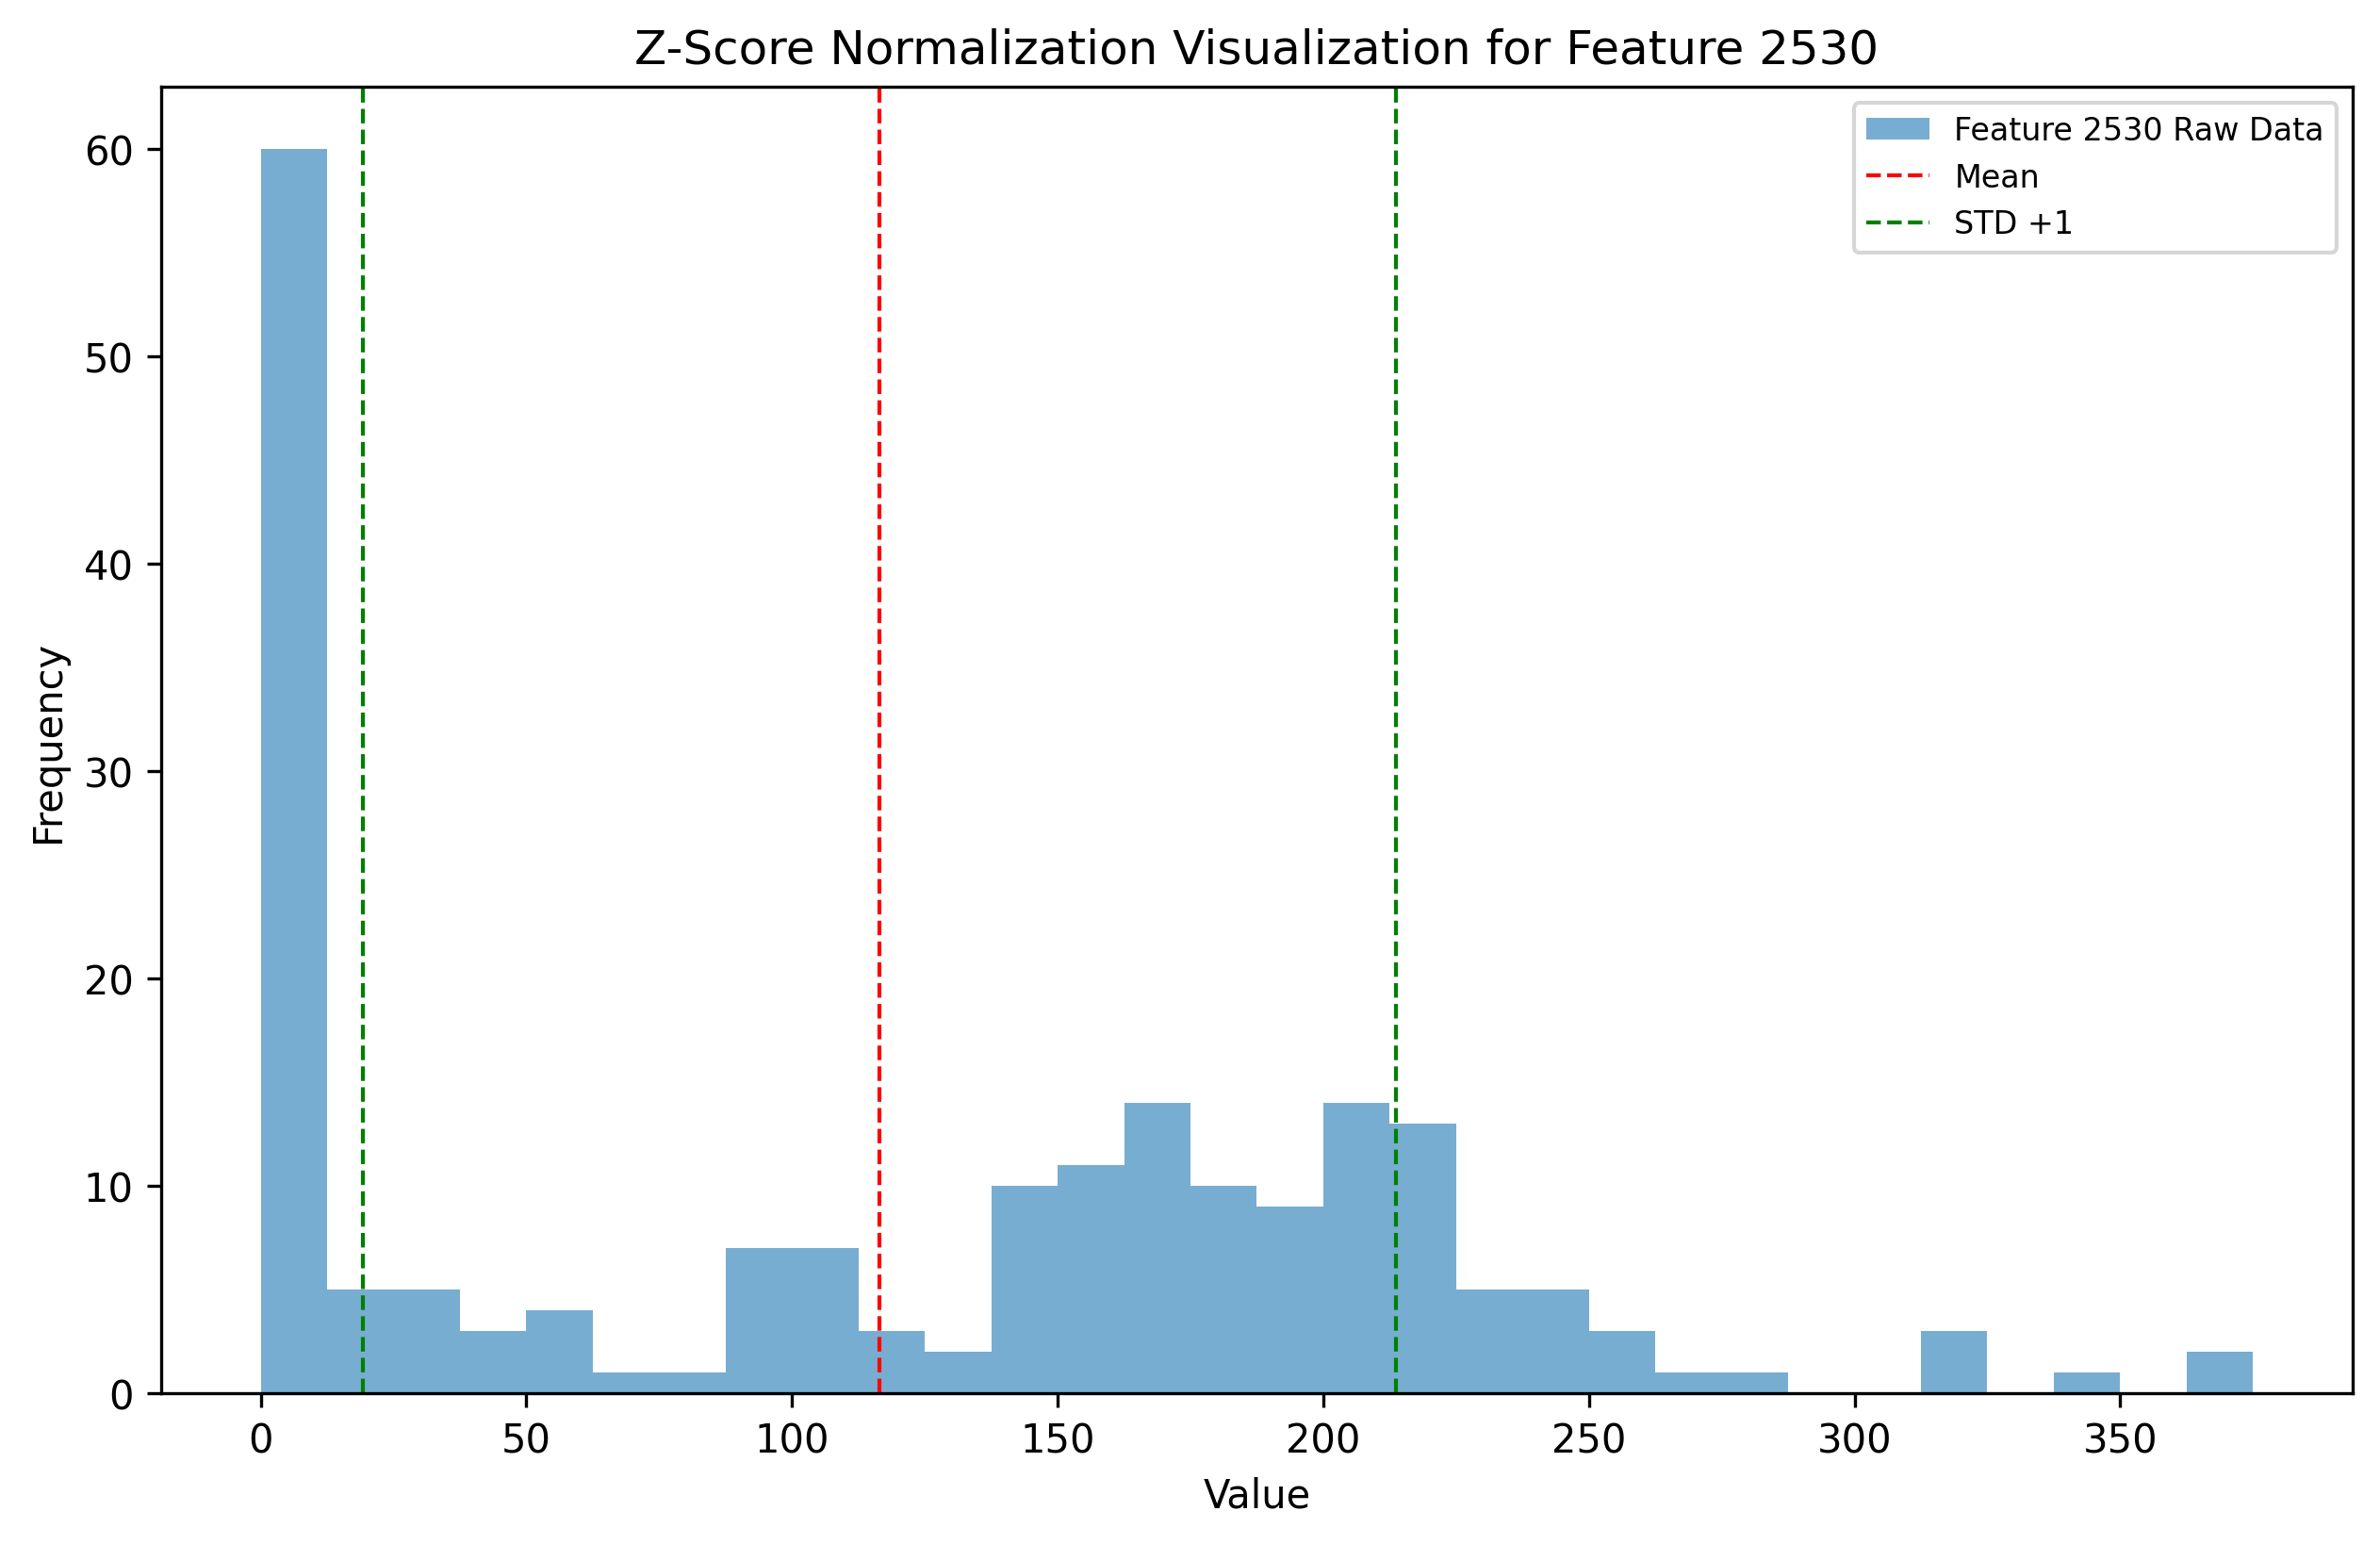 Z-Score Normalization Visualization for Feature 2530
Feature 2530 Raw Data
Mean
STD +1
60
50
40
30
20
10
0
Frequency
0 50 100 150 200 250 300 350
Value